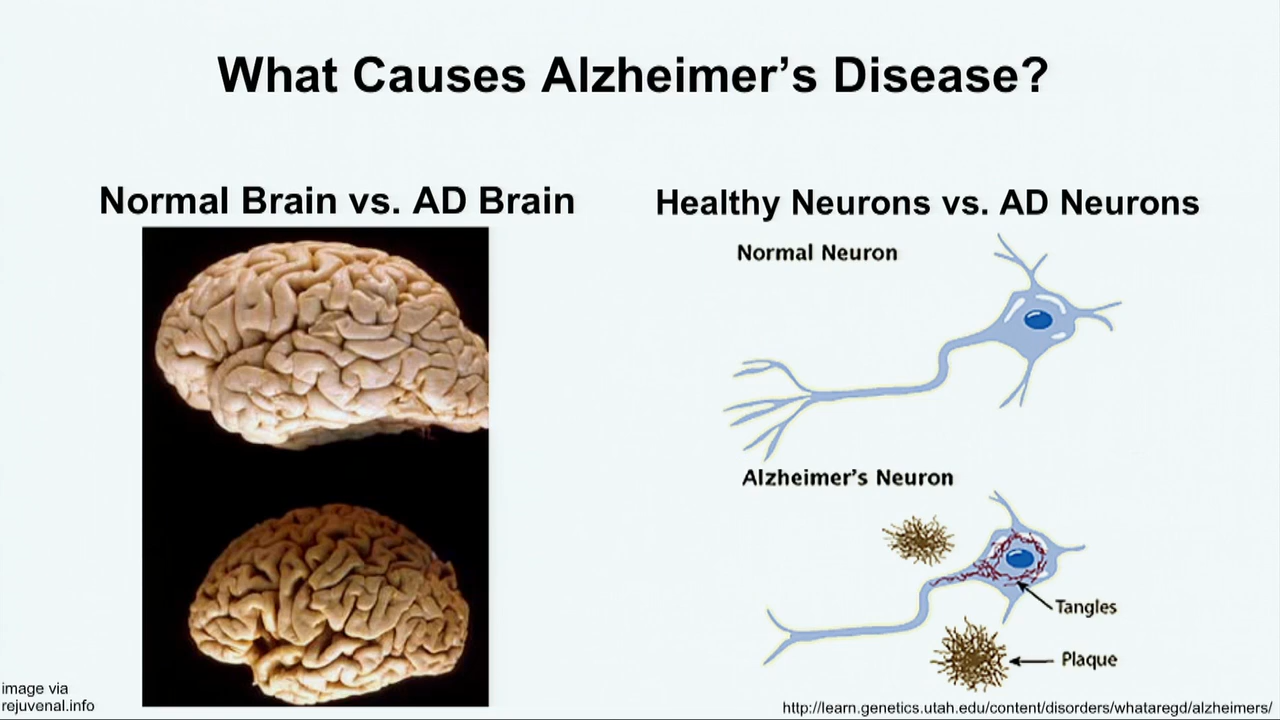 What Causes Alzheimer’s Disease?
Normal Brain vs. AD Brain
Healthy Neurons vs. AD Neurons
Normal Neuron
Alzheimer’s Neuron
Tangles
Plaque
image via
rejuvenal.info
http://learn.genetics.utah.edu/content/disorders/whataregd/alzheimers/